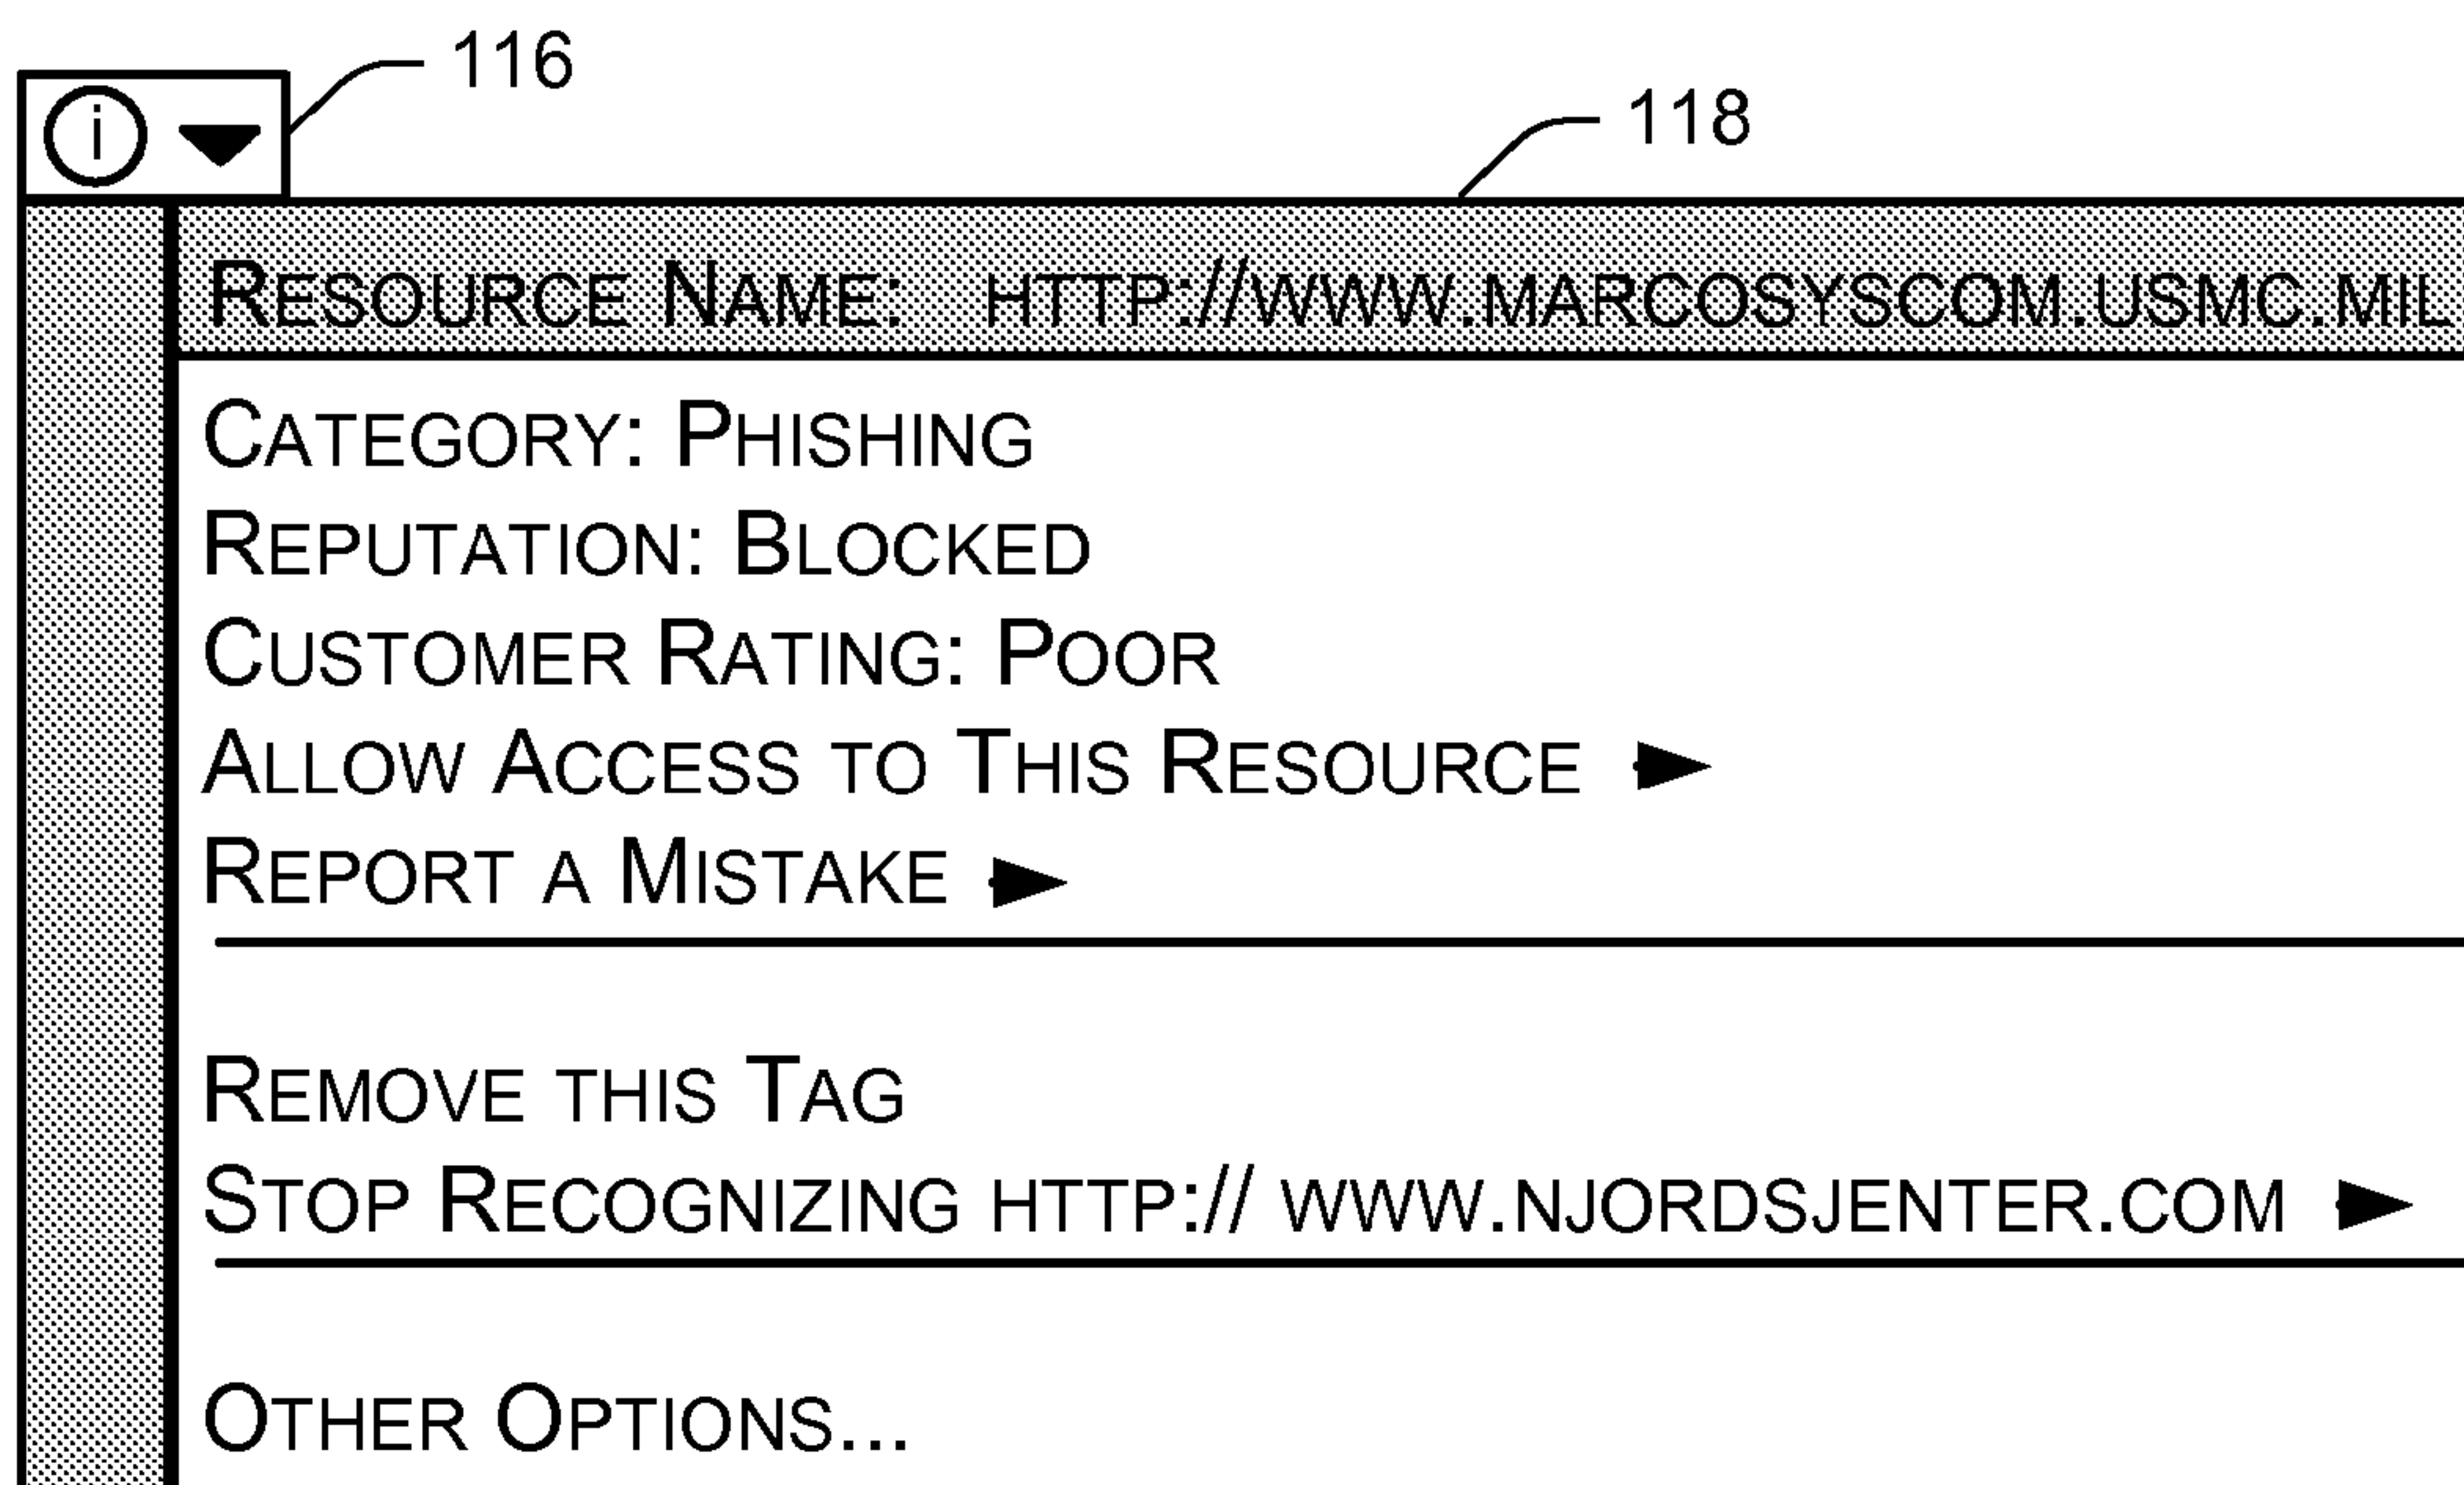 116
118
i
RESOURCE NAME: HTTP://WWW.MARCOSYSCOM.USMC.MIL
CATEGORY: PHISHING
REPUTATION: BLOCKED
CUSTOMER RATING: POOR
ALLOW ACCESS TO THIS RESOURCE
REPORT A MISTAKE
REMOVE THIS TAG
STOP RECOGNIZING HTTP:// WWW.NJORDSJENTER.COM
OTHER OPTIONS...